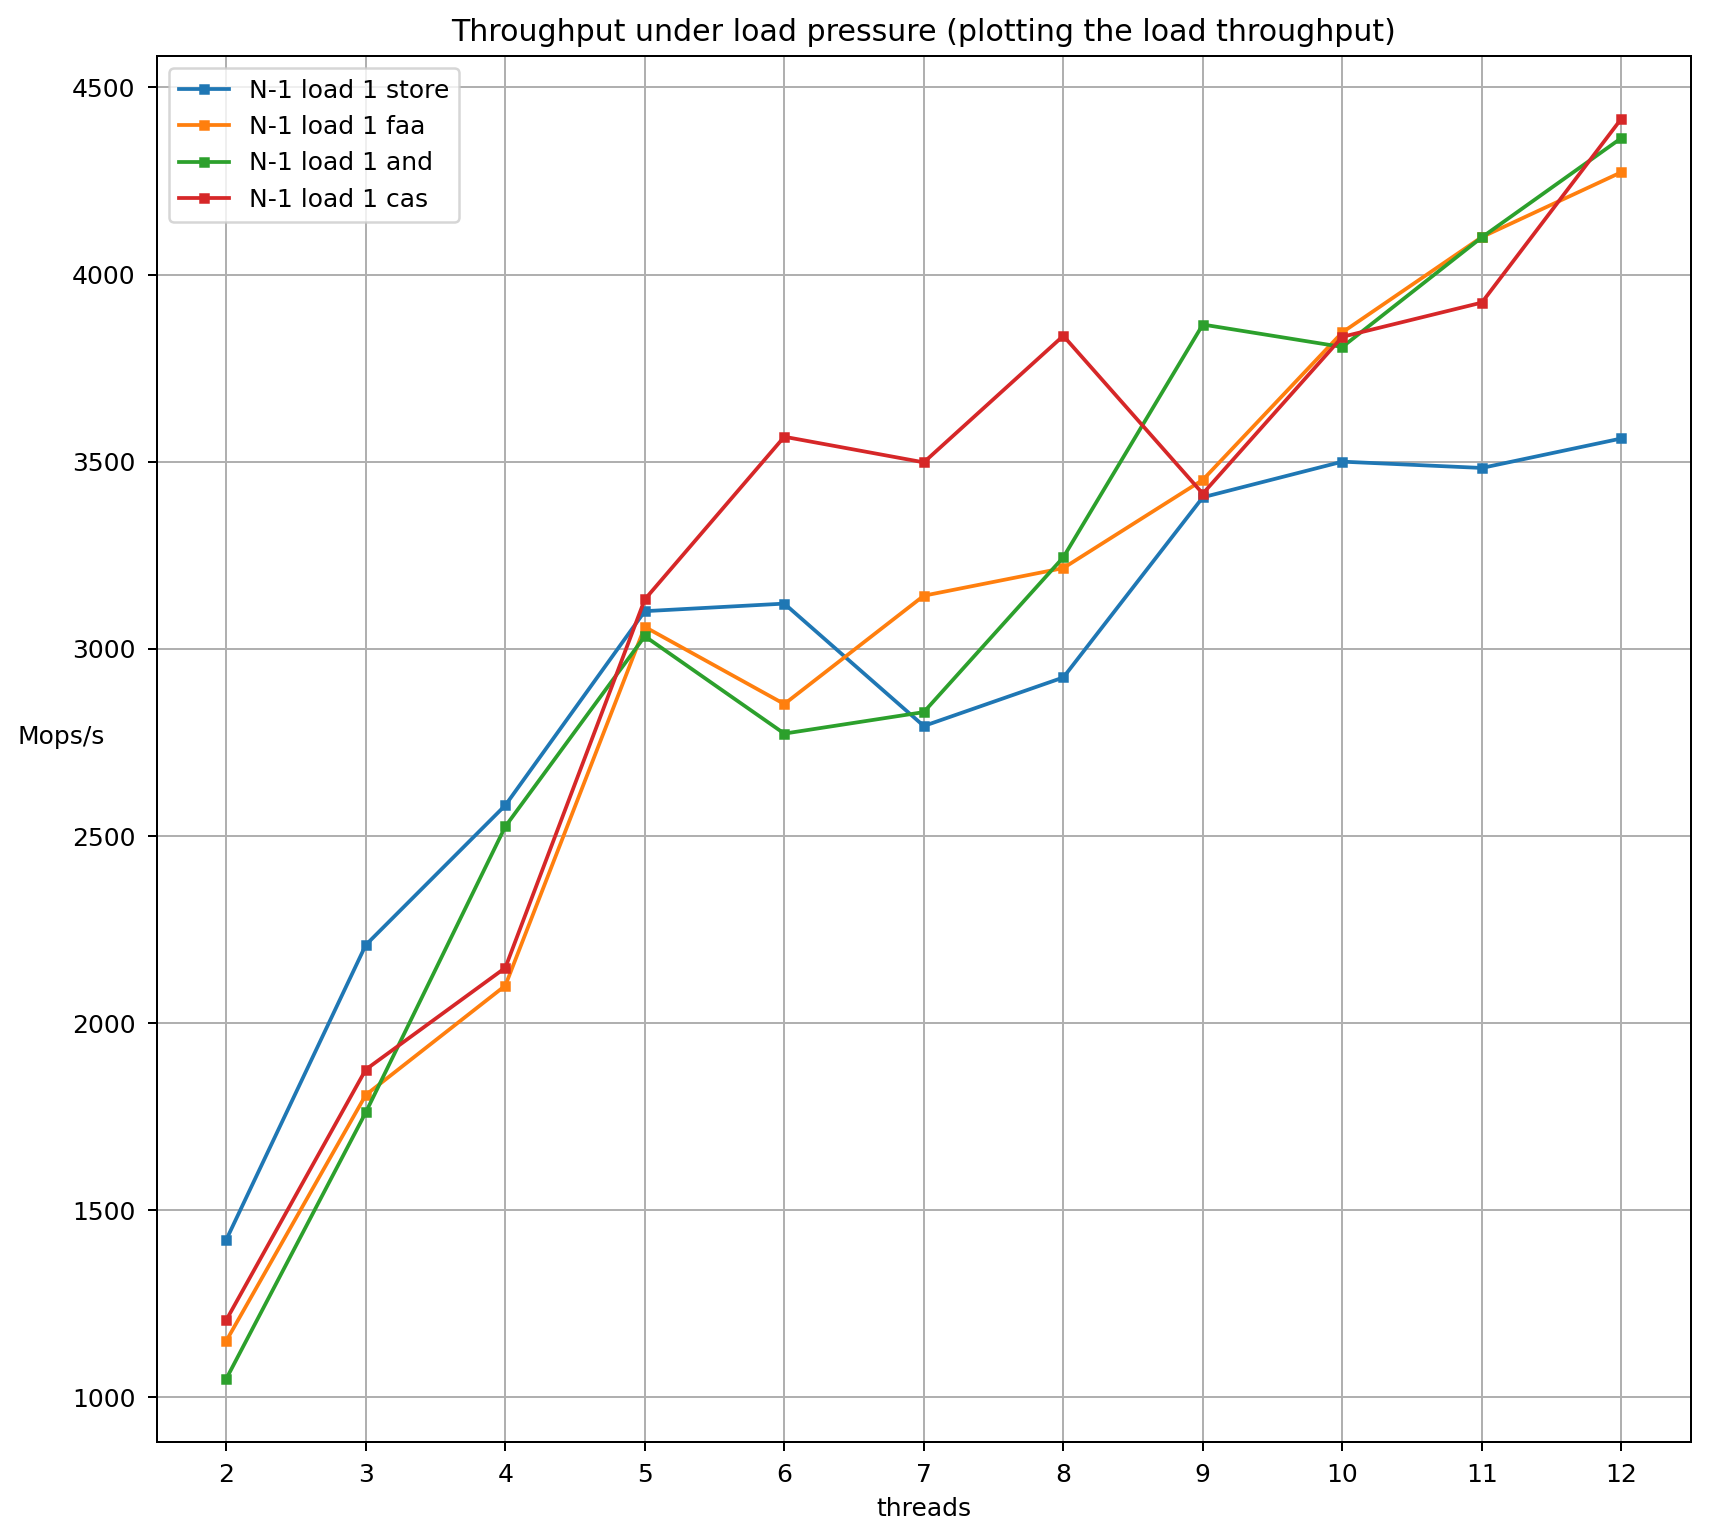 Throughput under load pressure (plotting the load throughput)
N-1 load 1 store
N-1 load 1 faa
N-1 load 1 and
N-1 load 1 cas
4500
4000
3500
3000
2500
2000
1500
1000
Mops/s
2 3 4 5 6 7 8 9 10 11 12
threads